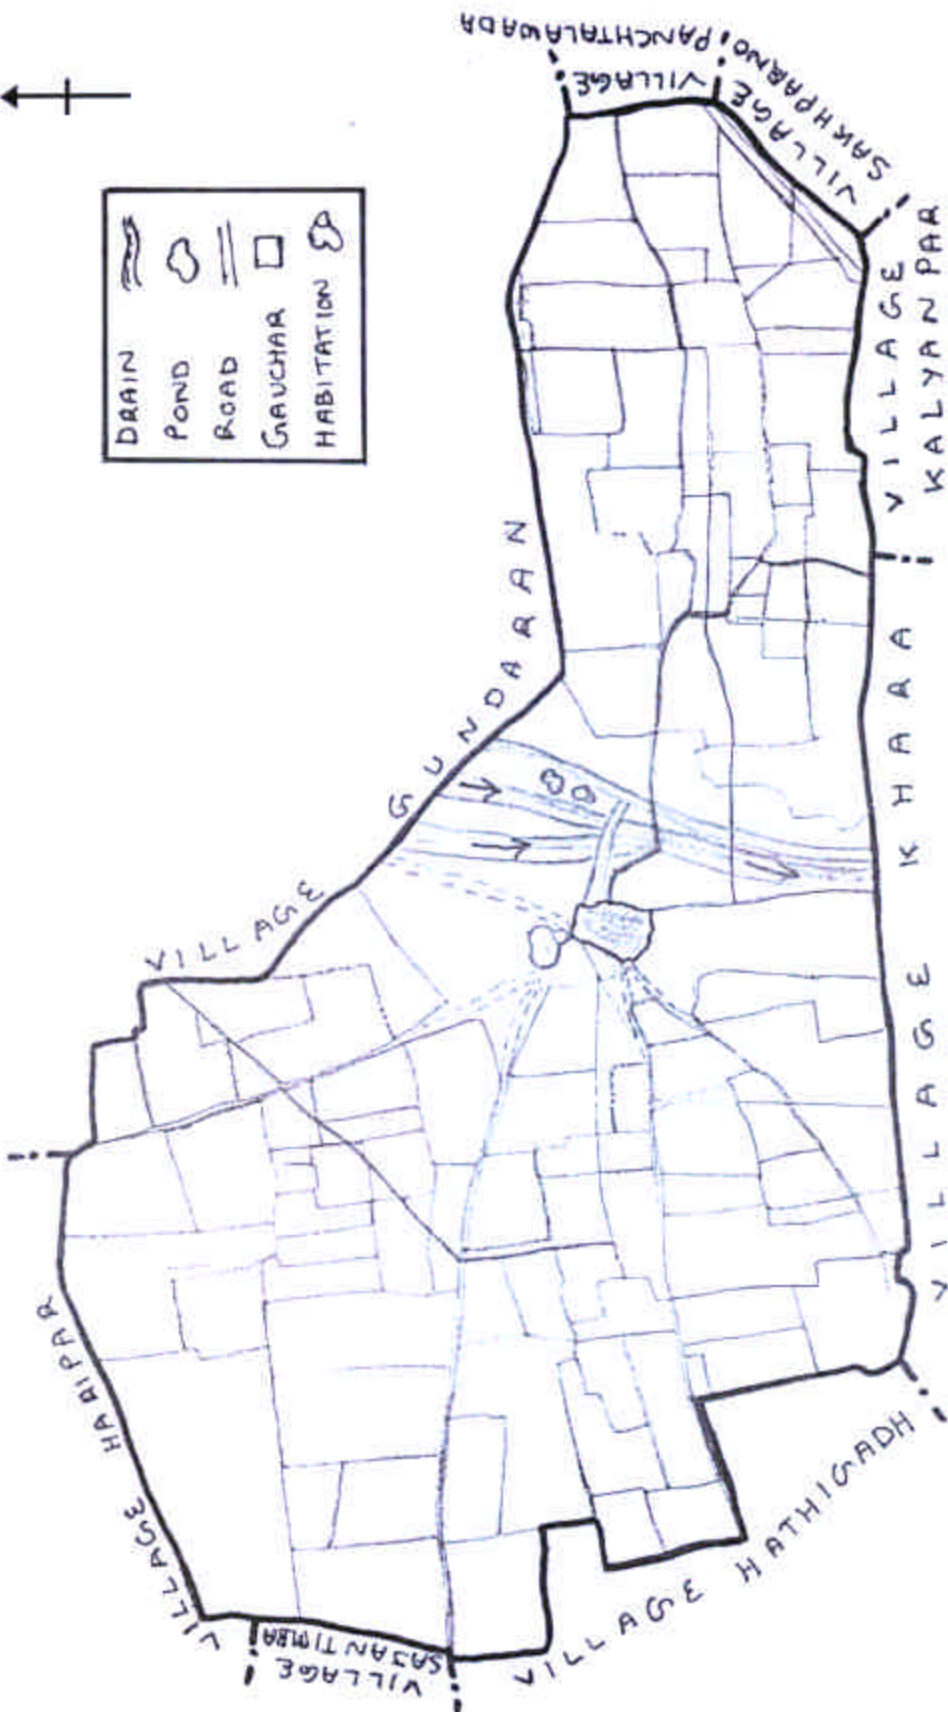 DRAIN
POND
ROAD
GAUCHAR
HABITATION
VILLAGE GUNDARAN
VILLAGE
PANCHTALAWADA
VILLAGE
SAKHPARNO
VILLAGE
KALYANPAR
VILLAGE KHARA
VILLAGE HATHIGADH
VILLAGE
SAJANTIMBA
VILLAGE HARIPAR